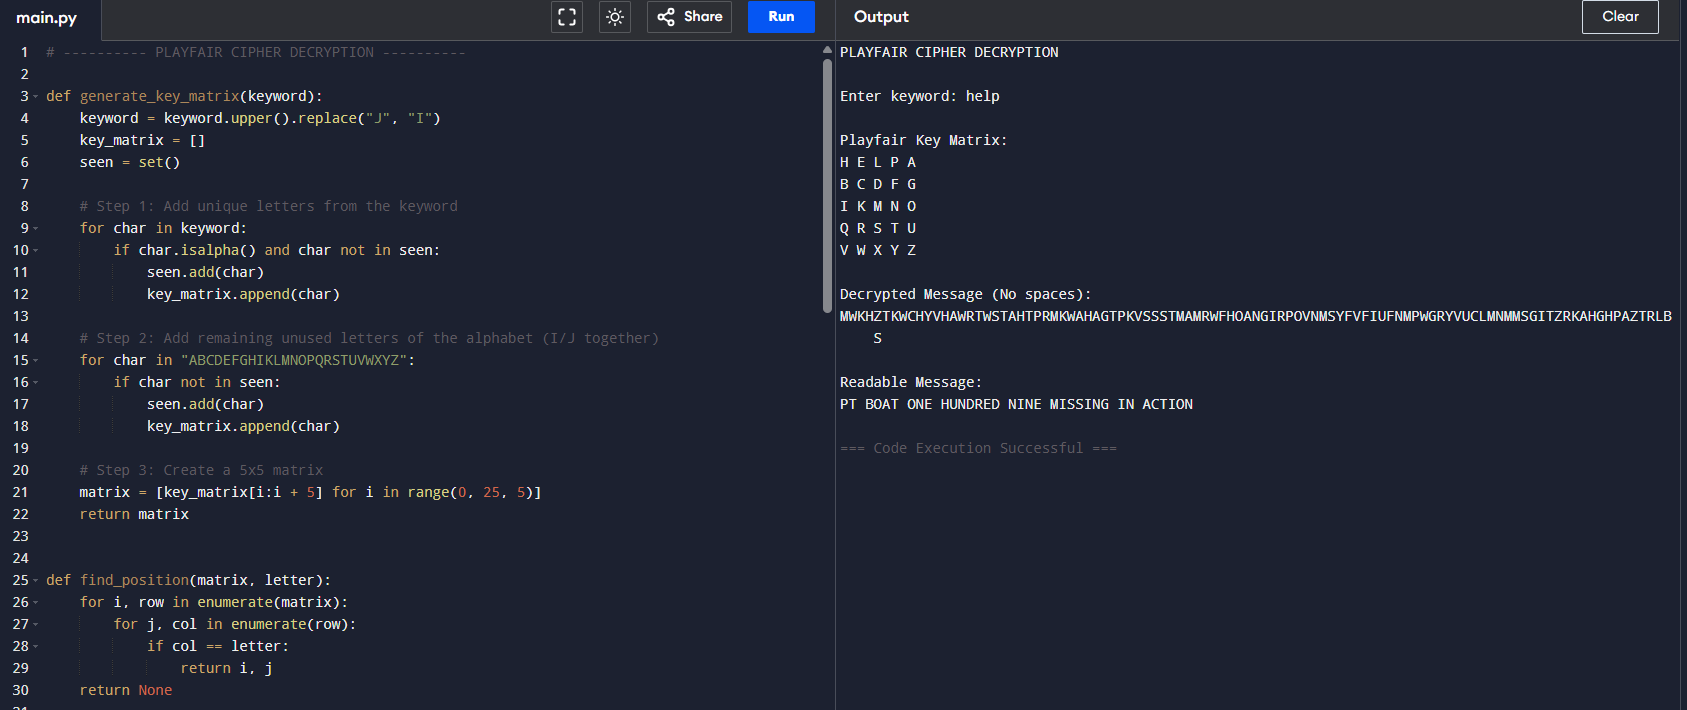 main.py
Share
Run
Output
Clear
1 # ---------- PLAYFAIR CIPHER DECRYPTION ----------
2
3 def generate_key_matrix(keyword):
4     keyword = keyword.upper().replace("J", "I")
5     key_matrix = []
6     seen = set()
7
8     # Step 1: Add unique letters from the keyword
9     for char in keyword:
10         if char.isalpha() and char not in seen:
11             seen.add(char)
12             key_matrix.append(char)
13
14     # Step 2: Add remaining unused letters of the alphabet (I/J together)
15     for char in "ABCDEFGHIKLMNOPQRSTUVWXYZ":
16         if char not in seen:
17             seen.add(char)
18             key_matrix.append(char)
19
20     # Step 3: Create a 5x5 matrix
21     matrix = [key_matrix[i:i + 5] for i in range(0, 25, 5)]
22     return matrix
23
24
25 def find_position(matrix, letter):
26     for i, row in enumerate(matrix):
27         for j, col in enumerate(row):
28             if col == letter:
29                 return i, j
30     return None
PLAYFAIR CIPHER DECRYPTION
Enter keyword: help
Playfair Key Matrix:
H E L P A
B C D F G
I K M N O
Q R S T U
V W X Y Z
Decrypted Message (No spaces):
MWKHZTKWCHYVHAWRTWSTAHTPRMKWAHAGTPKVSSSTMAMRWFHOANGIRPOVNMSYFVFIUFNMPWGRYVUCLMNMMSGITZRKAHGHPAZTRLB
S
Readable Message:
PT BOAT ONE HUNDRED NINE MISSING IN ACTION
=== Code Execution Successful ===